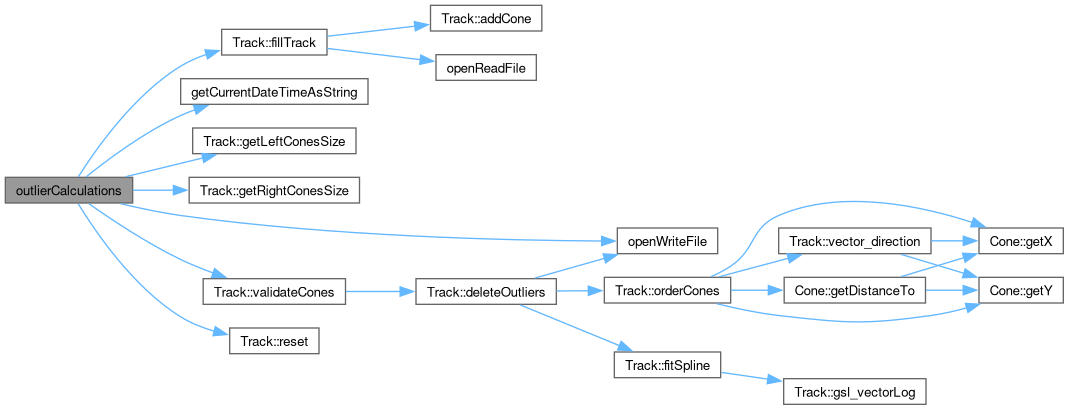 Track::addCone
Track::fillTrack
openReadFile
getCurrentDateTimeAsString
Track::getLeftConesSize
outlierCalculations
Track::getRightConesSize
openWriteFile
Track::vector_direction
Cone::getX
Track::validateCones
Track::deleteOutliers
Track::orderCones
Cone::getDistanceTo
Cone::getY
Track::reset
Track::fitSpline
Track::gsl_vectorLog